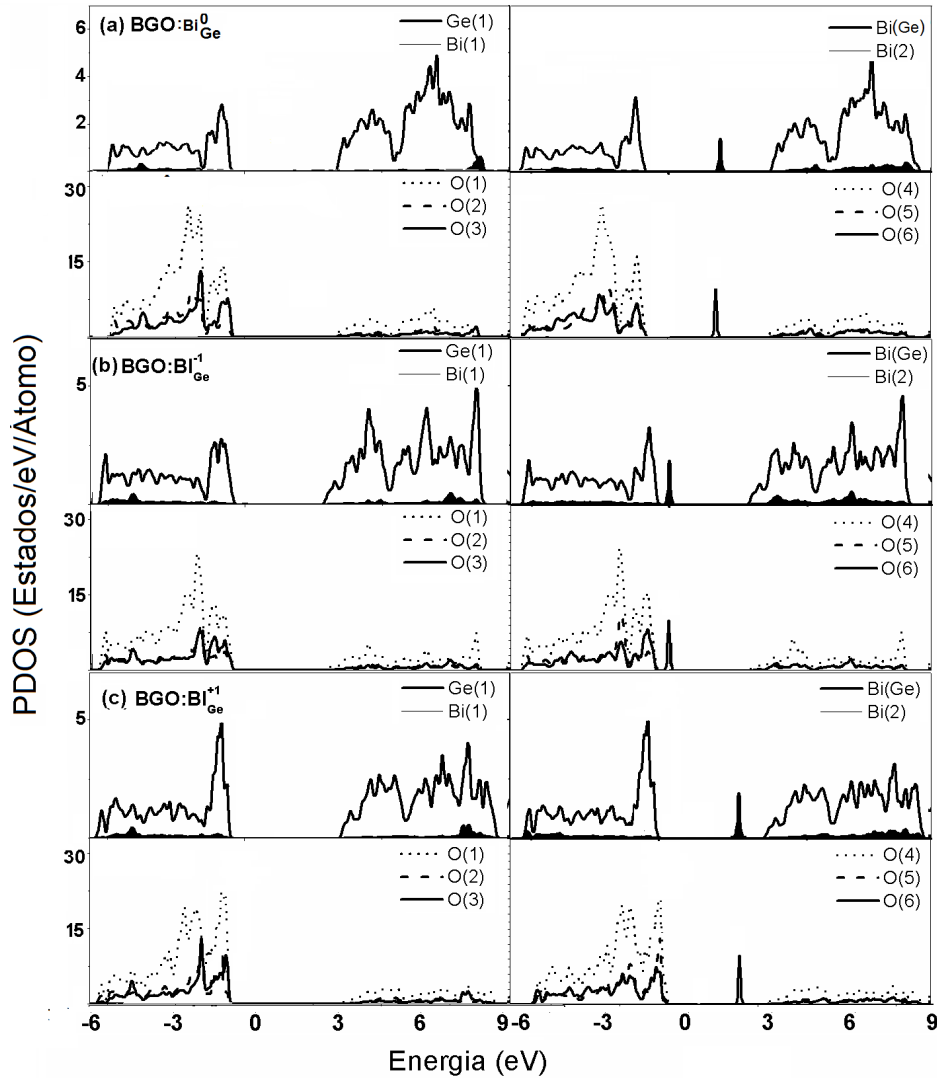 (a) BGO:Bi⁰Ge
Ge(1)
Bi(1)
Bi(Ge)
Bi(2)
6
4
2
O(1)
O(2)
O(3)
O(4)
O(5)
O(6)
30
15
(b) BGO:BI⁻¹Ge
Ge(1)
Bi(1)
Bi(Ge)
Bi(2)
5
O(1)
O(2)
O(3)
O(4)
O(5)
O(6)
30
15
(c) BGO:BI⁺¹Ge
Ge(1)
Bi(1)
Bi(Ge)
Bi(2)
5
O(1)
O(2)
O(3)
O(4)
O(5)
O(6)
30
15
-6 -3 0 3 6 9 -6 -3 0 3 6 9
Energia (eV)
PDOS (Estados/eV/Átomo)